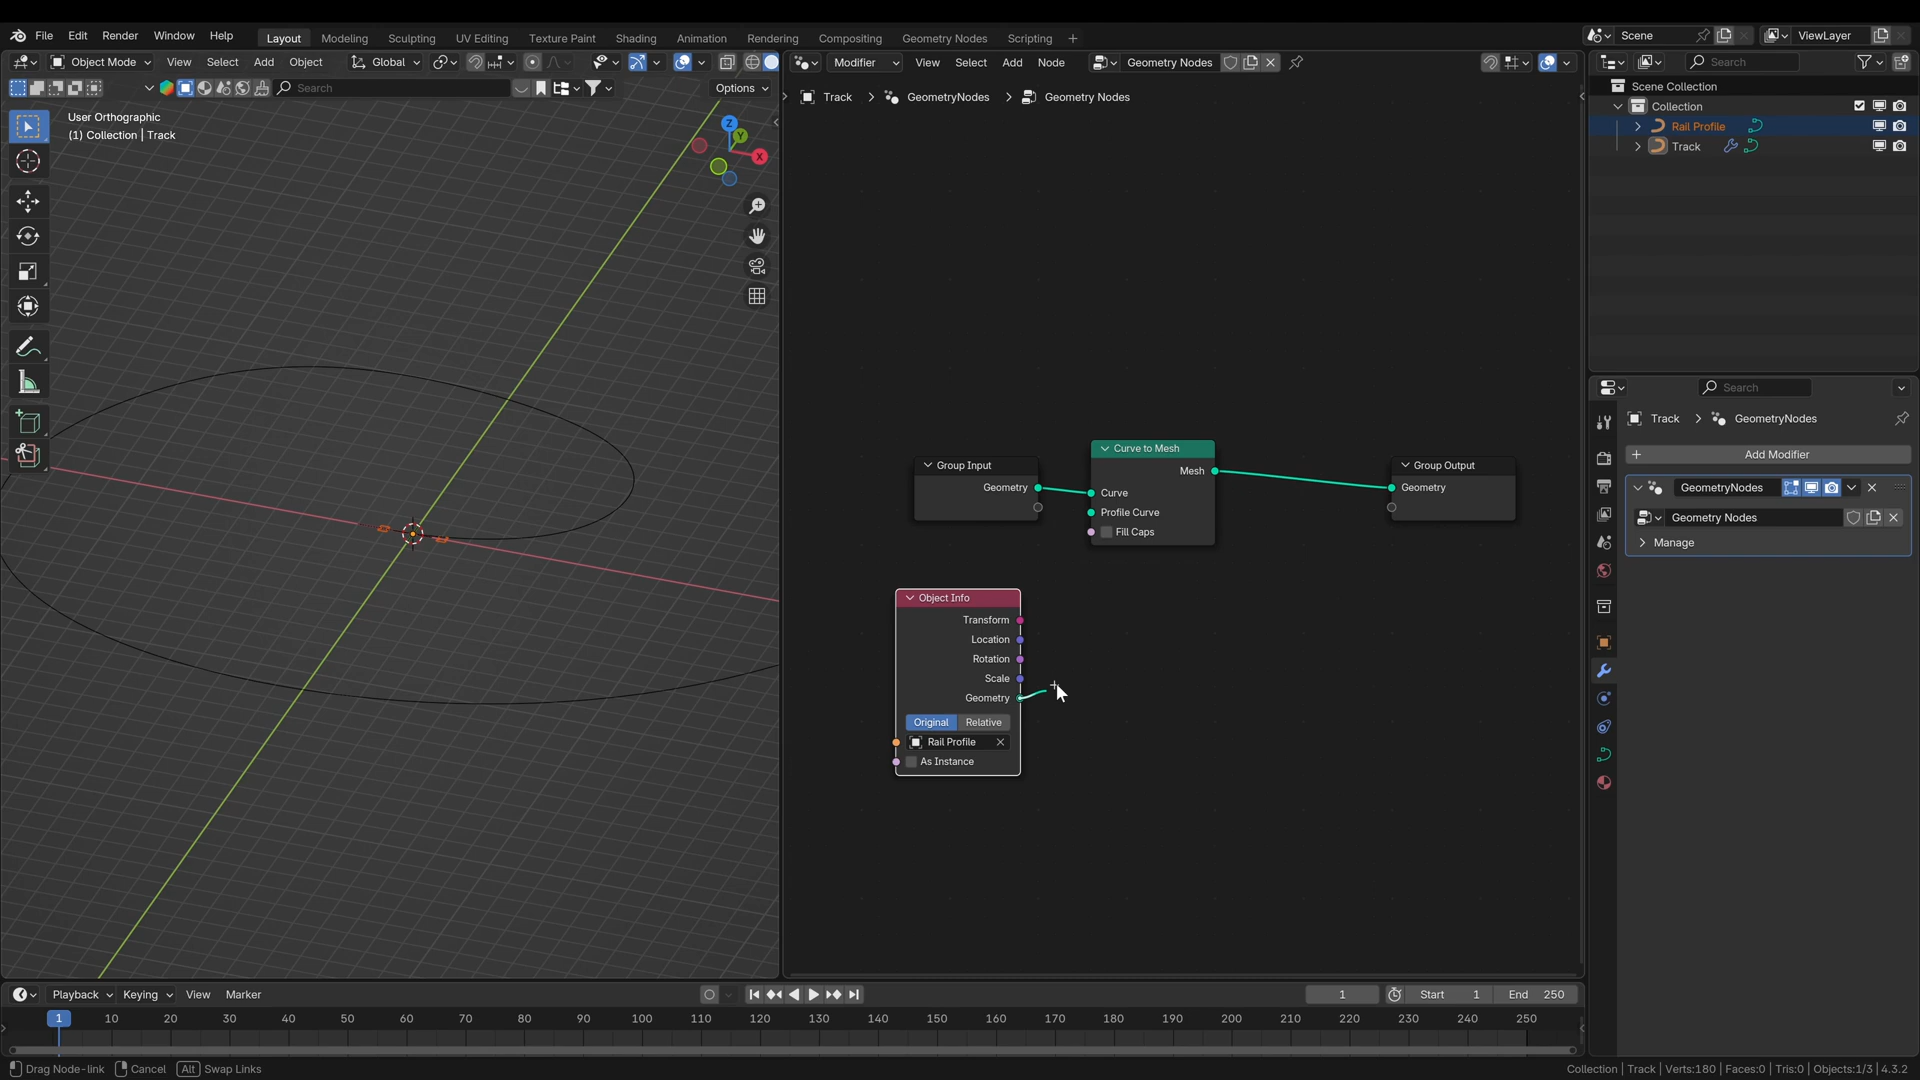 File Edit Render Window Help Layout Modeling Sculpting UV Editing Texture Paint Shading Animation Rendering Compositing Geometry Nodes Scripting + Scene ViewLayer
Object Mode View Select Add Object Global
Modifier View Select Add Node Geometry Nodes
Search
Search Options
User Orthographic
(1) Collection | Track
Z
Y
X
Track > GeometryNodes > Geometry Nodes
Scene Collection
Collection
Rail Profile
Track
Group Input
Geometry
Curve to Mesh
Mesh
Curve
Profile Curve
Fill Caps
Group Output
Geometry
Object Info
Transform
Location
Rotation
Scale
Geometry
Original Relative
Rail Profile
As Instance
Search
Track > GeometryNodes
+ Add Modifier
GeometryNodes
Geometry Nodes
Manage
Playback Keying View Marker 1 Start 1 End 250
1 10 20 30 40 50 60 70 80 90 100 110 120 130 140 150 160 170 180 190 200 210 220 230 240 250
Drag Node-link Cancel Alt Swap Links Collection | Track | Verts:180 | Faces:0 | Tris:0 | Objects:1/3 | 4.3.2